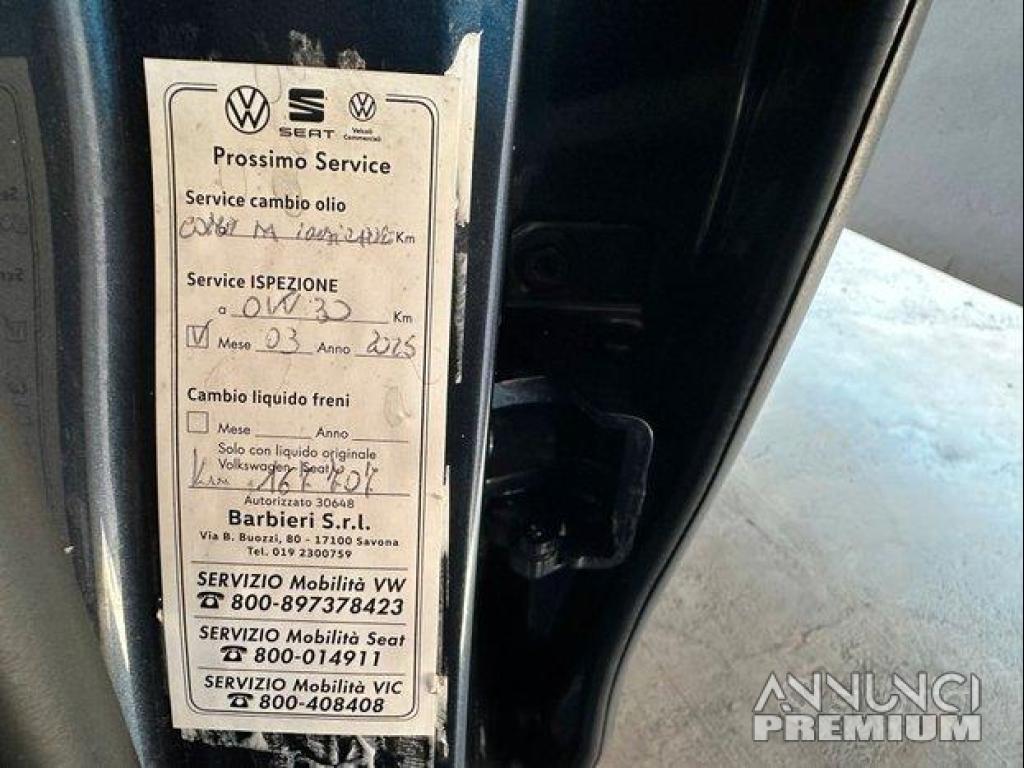 SEAT
Veicoli
Commerciali
Prossimo Service
Service cambio olio
Km
Service ISPEZIONE
a 0W30 Km
V Mese 03 Anno 2025
Cambio liquido freni
Mese Anno
Solo con liquido originale
Volkswagen Seat
Km
Autorizzato 30648
Barbieri S.r.l.
Via B. Buozzi, 80 - 17100 Savona
Tel. 019 2300759
SERVIZIO Mobilità VW
☎ 800-897378423
SERVIZIO Mobilità Seat
☎ 800-014911
SERVIZIO Mobilità VIC
☎ 800-408408
ANNUNCI
PREMIUM